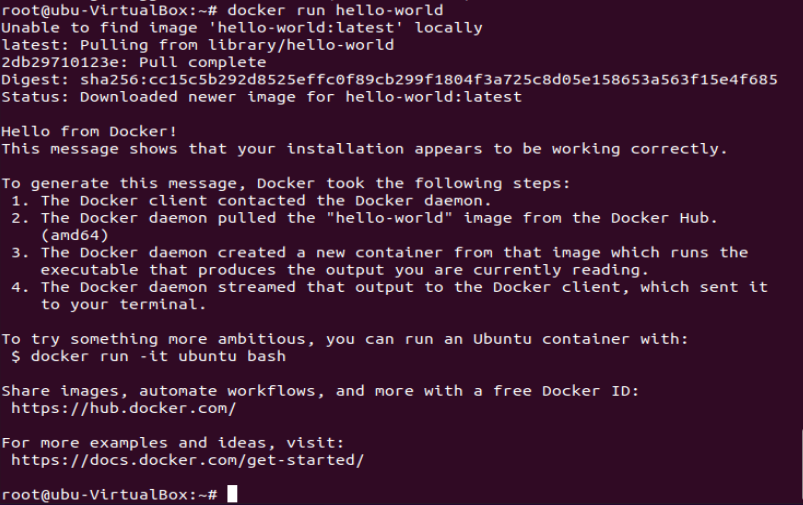 root@ubu-VirtualBox:~# docker run hello-world
Unable to find image 'hello-world:latest' locally
latest: Pulling from library/hello-world
2db29710123e: Pull complete
Digest: sha256:cc15c5b292d8525effc0f89cb299f1804f3a725c8d05e158653a563f15e4f685
Status: Downloaded newer image for hello-world:latest

Hello from Docker!
This message shows that your installation appears to be working correctly.

To generate this message, Docker took the following steps:
 1. The Docker client contacted the Docker daemon.
 2. The Docker daemon pulled the "hello-world" image from the Docker Hub.
    (amd64)
 3. The Docker daemon created a new container from that image which runs the
    executable that produces the output you are currently reading.
 4. The Docker daemon streamed that output to the Docker client, which sent it
    to your terminal.

To try something more ambitious, you can run an Ubuntu container with:
 $ docker run -it ubuntu bash

Share images, automate workflows, and more with a free Docker ID:
 https://hub.docker.com/

For more examples and ideas, visit:
 https://docs.docker.com/get-started/

root@ubu-VirtualBox:~#